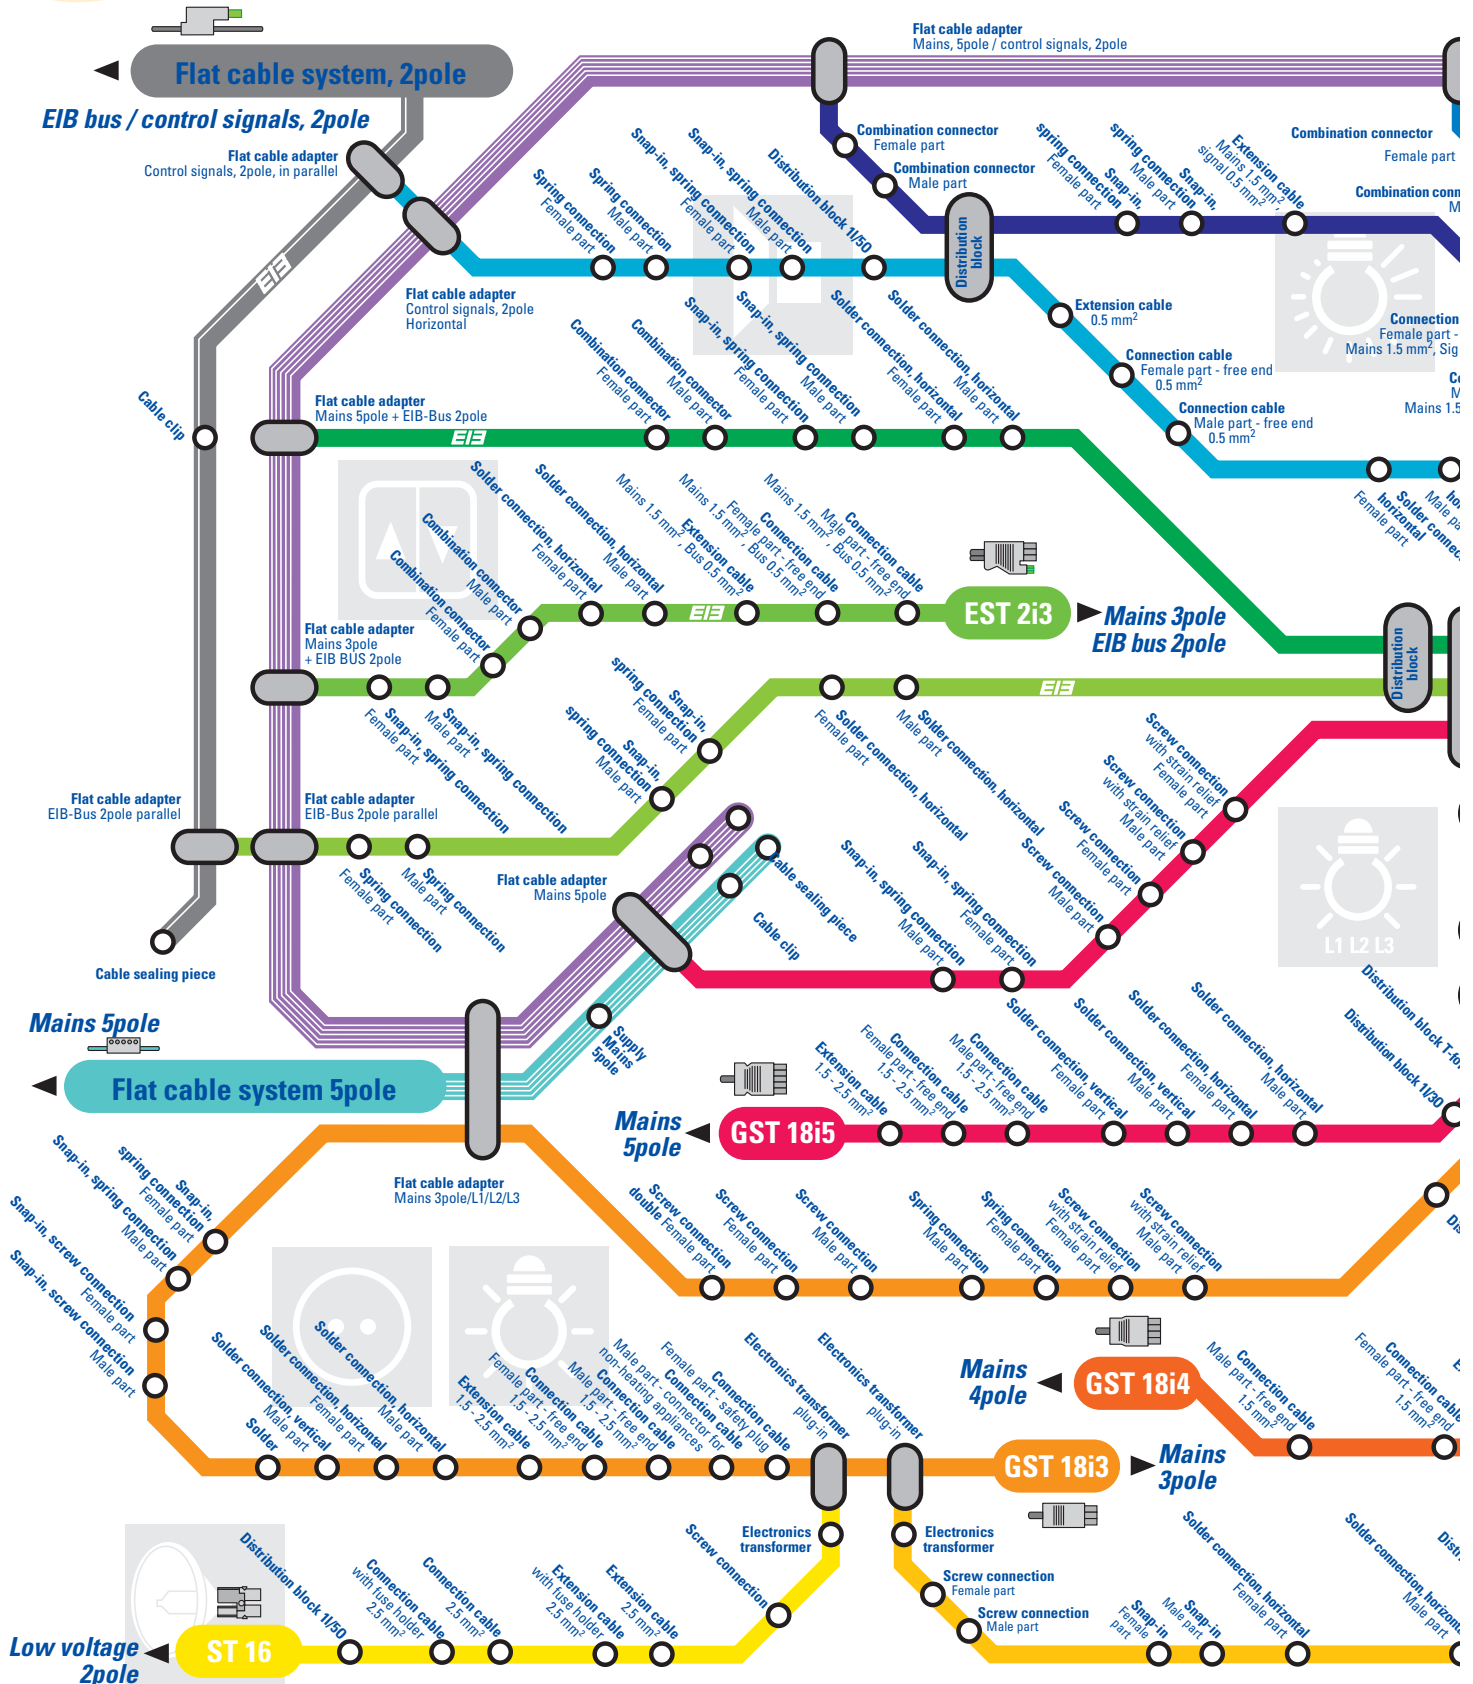 Flat cable system, 2pole
EIB bus / control signals, 2pole
Flat cable adapter
Control signals, 2pole, in parallel
Flat cable adapter
Mains, 5pole / control signals, 2pole
Combination connector
Female part
Combination connector
Male part
Distribution
block
spring connection
Snap-in,
Female part
spring connection
Snap-in,
Male part
Extension cable
Mains 1.5 mm²,
signal 0.5 mm²
Combination connector
Female part
Combination conn
M
Spring connection
Female part
Spring connection
Male part
Snap-in, spring connection
Female part
Snap-in, spring connection
Male part
Distribution block 1I/50
Flat cable adapter
Control signals, 2pole
Horizontal
EIB
Extension cable
0.5 mm²
Connection cable
Female part - free end
0.5 mm²
Connection cable
Male part - free end
0.5 mm²
Connection
Female part -
Mains 1.5 mm², Sig
Co
M
Mains 1.5
Female part
horizontal
Solder connec
Male pa
ho
Cable clip
Flat cable adapter
Mains 5pole + EIB-Bus 2pole
EIB
Combination connector
Female part
Combination connector
Male part
Snap-in, spring connection
Female part
Snap-in, spring connection
Male part
Solder connection, horizontal
Female part
Solder connection, horizontal
Male part
Distribution
block
Combination connector
Female part
Combination connector
Male part
Solder connection, horizontal
Female part
Solder connection, horizontal
Male part
Extension cable
Mains 1.5 mm², Bus 0.5 mm²
Connection cable
Female part - free end
Mains 1.5 mm², Bus 0.5 mm²
Connection cable
Male part - free end
Mains 1.5 mm², Bus 0.5 mm²
EIB
EST 2i3
Mains 3pole
EIB bus 2pole
Flat cable adapter
Mains 3pole
+ EIB BUS 2pole
Snap-in, spring connection
Female part
Snap-in, spring connection
Male part
Snap-in,
spring connection
Female part
Snap-in,
spring connection
Male part
Solder connection, horizontal
Female part
Solder connection, horizontal
Male part
EIB
Flat cable adapter
EIB-Bus 2pole parallel
Flat cable adapter
EIB-Bus 2pole parallel
Spring connection
Female part
Spring connection
Male part
Cable sealing piece
Flat cable adapter
Mains 5pole
Cable sealing piece
Cable clip
Supply
Mains
5pole
Snap-in, spring connection
Male part
Snap-in, spring connection
Female part
Screw connection
Male part
Screw connection
Female part
Screw connection
with strain relief
Male part
Screw connection
with strain relief
Female part
L1 L2 L3
Mains 5pole
Flat cable system 5pole
Mains
5pole
GST 18i5
Extension cable
1.5 - 2.5 mm²
Connection cable
Female part-free end
1.5 - 2.5 mm²
Connection cable
Male part-free end
1.5 - 2.5 mm²
Solder connection, vertical
Female part
Solder connection, vertical
Male part
Solder connection, horizontal
Female part
Solder connection, horizontal
Male part
Distribution block 1I/30
Distribution block T-fo
Flat cable adapter
Mains 3pole/L1/L2/L3
Snap-in,
spring connection
Female part
Snap-in, spring connection
Male part
Snap-in, screw connection
Female part
Snap-in, screw connection
Male part
Screw connection
double Female part
Screw connection
Female part
Screw connection
Male part
Spring connection
Male part
Spring connection
Female part
Screw connection
with strain relief
Female part
Screw connection
with strain relief
Male part
Dis
Mains
4pole
GST 18i4
Connection cable
Male part-free end
1.5 mm²
Connection cable
Female part - free end
1.5 mm²
E
Solder
Solder connection, vertical
Male part
Solder connection, horizontal
Female part
Solder connection, horizontal
Male part
Extension cable
1.5 - 2.5 mm²
Connection cable
Female part-free end
1.5 - 2.5 mm²
Connection cable
Male part-free end
1.5 - 2.5 mm²
Connection cable
Male part - connector for
non-heating appliances
Connection cable
Female part - safety plug
Electronics transformer
plug-in
Electronics transformer
plug-in
GST 18i3
Mains
3pole
Electronics
transformer
Electronics
transformer
Screw connection
Screw connection
Female part
Screw connection
Male part
Snap-in
Female
part
Snap-in
Male part
Solder connection, horizontal
Female part
Solder connection, horizonta
Male part
Distri
Low voltage
2pole
ST 16
Distribution block 1I/50
Connection cable
with fuse holder
2.5 mm²
Connection cable
2.5 mm²
Extension cable
with fuse holder
2.5 mm²
Extension cable
2.5 mm²